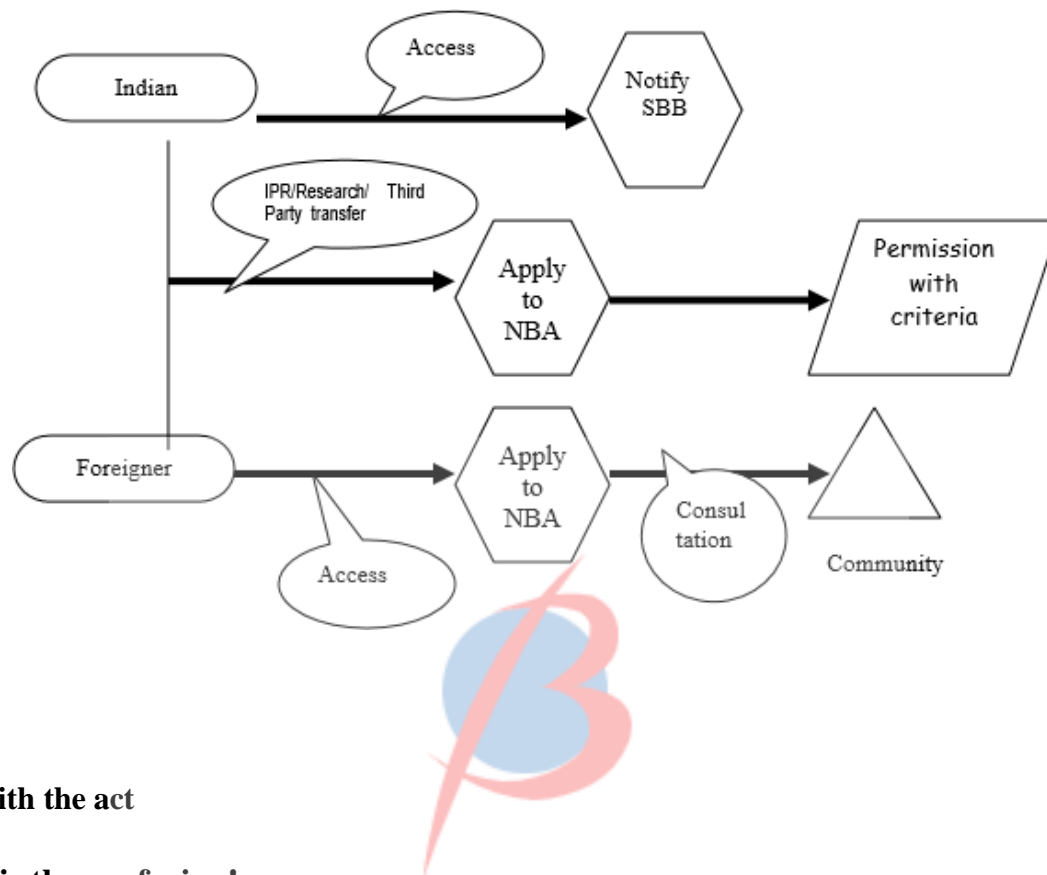 Indian
Access
Notify
SBB
IPR/Research/ Third
Party transfer
Apply
to
NBA
Permission
with
criteria
Foreigner
Access
Apply
to
NBA
Consul
tation
Community
ith the act